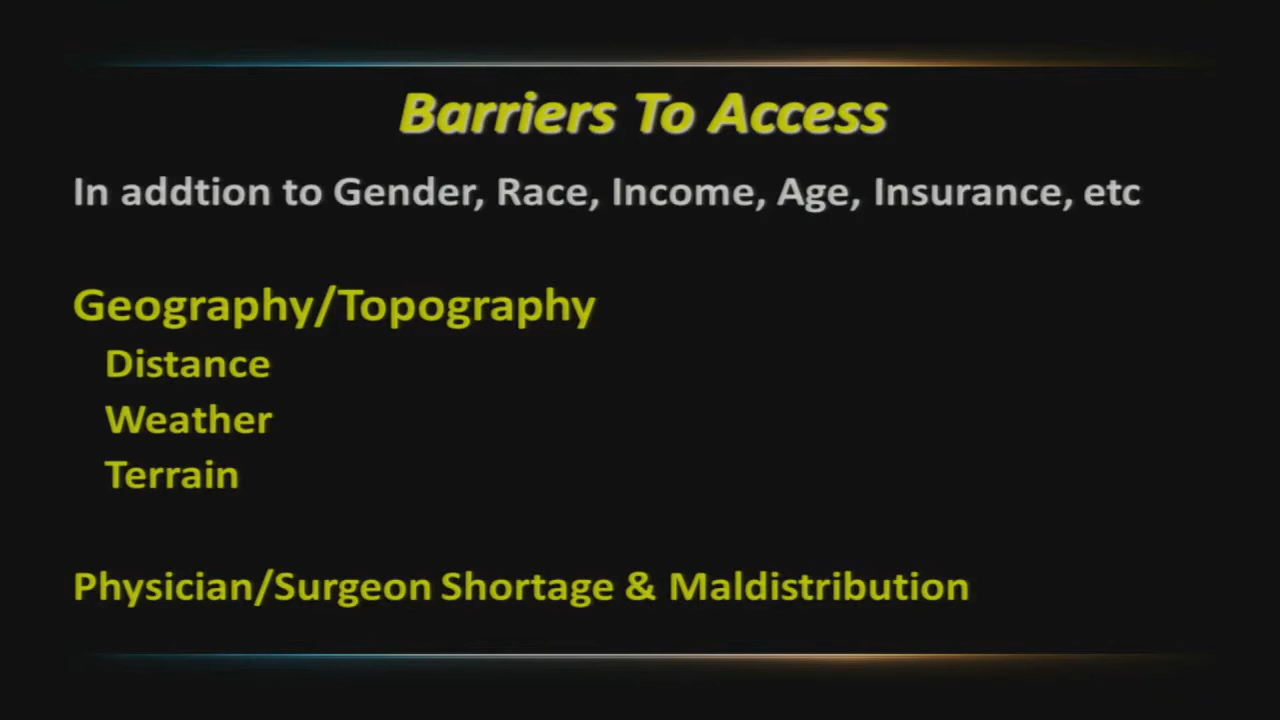 Barriers To Access
In addtion to Gender, Race, Income, Age, Insurance, etc
Geography/Topography
Distance
Weather
Terrain
Physician/Surgeon Shortage & Maldistribution